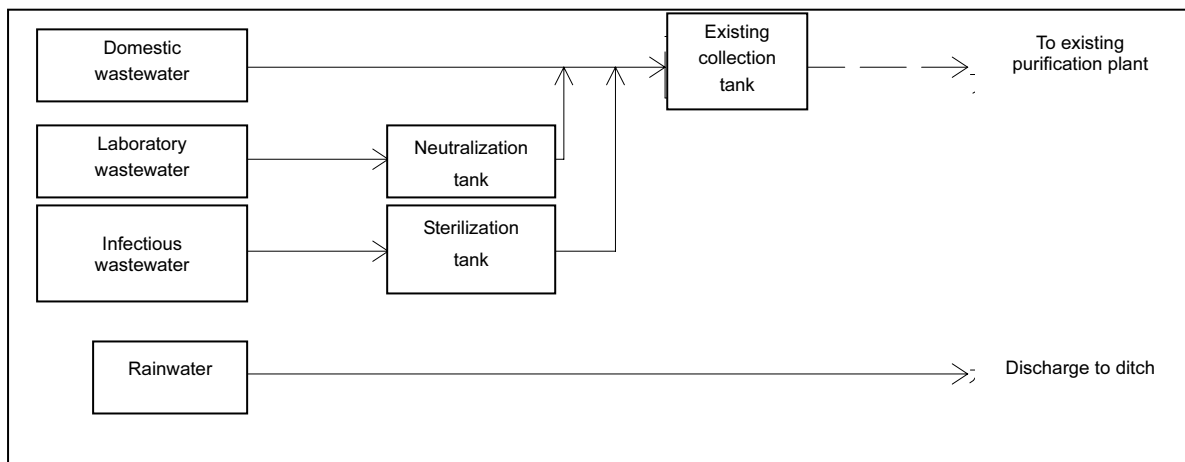 Domestic
wastewater
Existing
collection
tank
To existing
purification plant
Laboratory
wastewater
Neutralization
tank
Infectious
wastewater
Sterilization
tank
Rainwater
Discharge to ditch